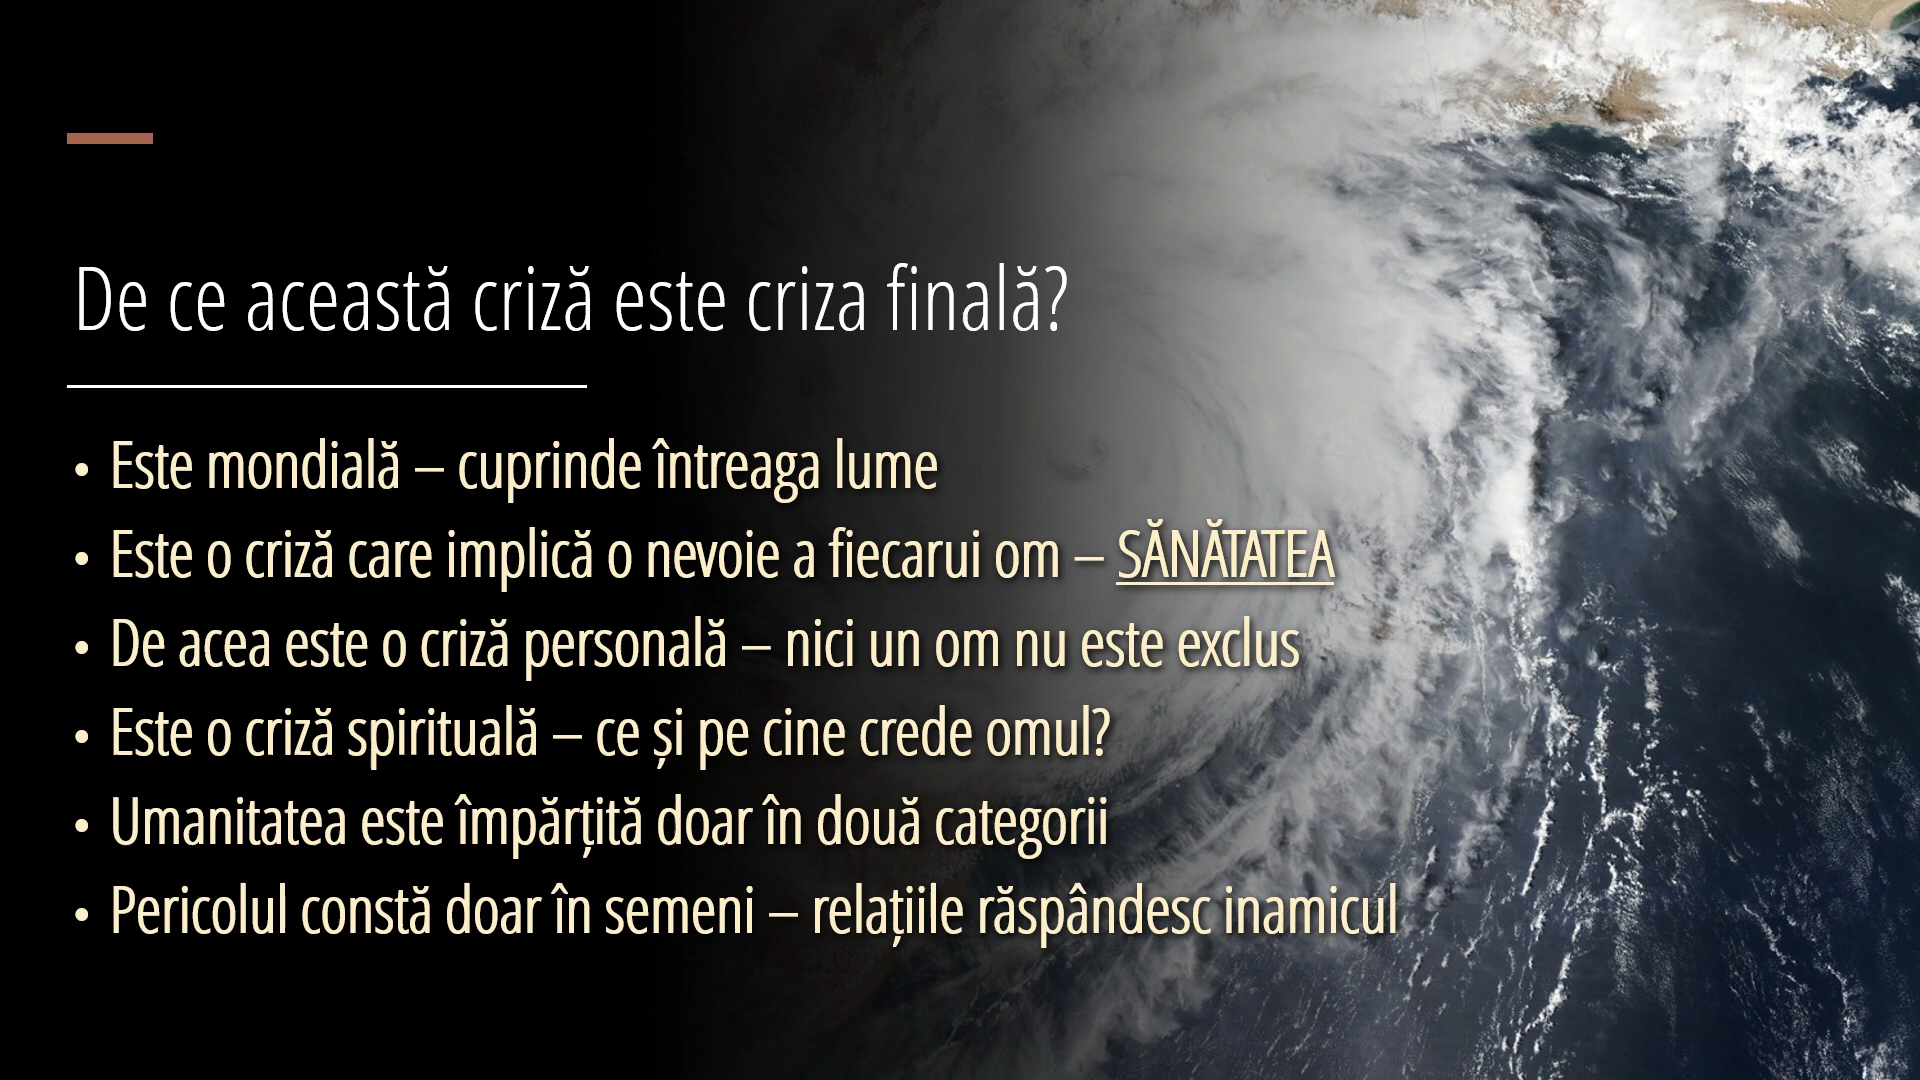 De ce această criză este criza finală?
• Este mondială – cuprinde întreaga lume
• Este o criză care implică o nevoie a fiecarui om – SĂNĂTATEA
• De acea este o criză personală – nici un om nu este exclus
• Este o criză spirituală – ce și pe cine crede omul?
• Umanitatea este împărțită doar în două categorii
• Pericolul constă doar în semeni – relațiile răspândesc inamicul